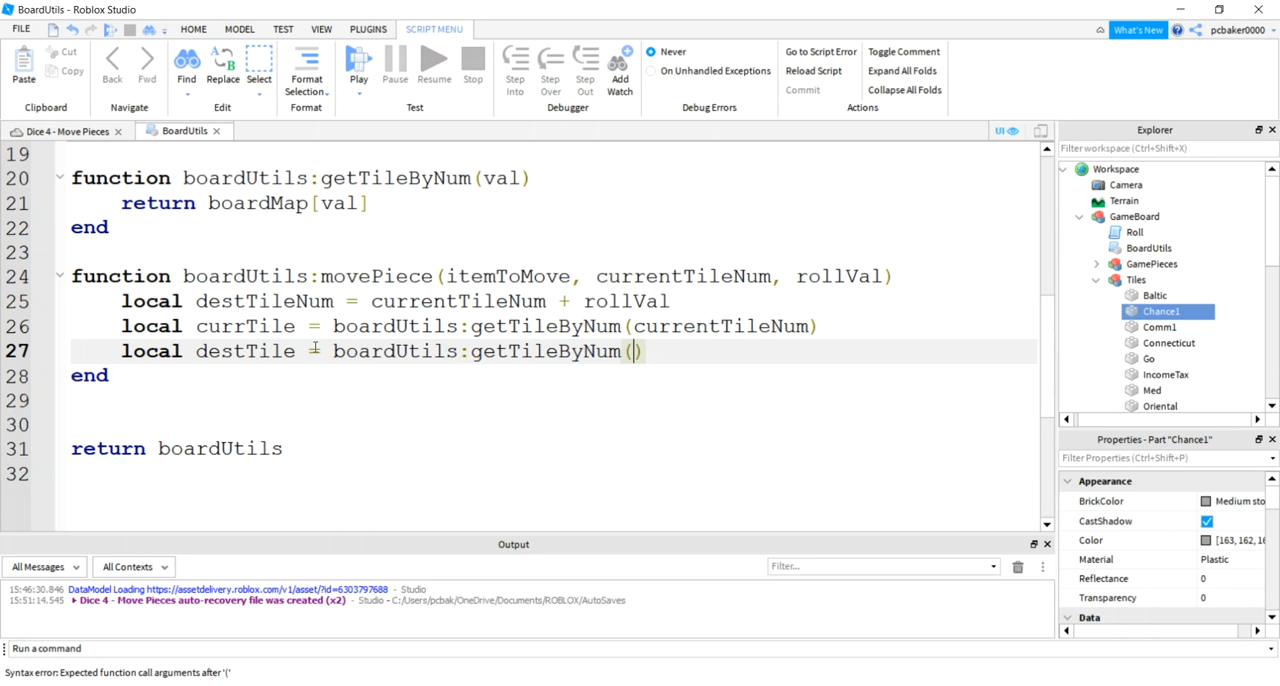 BoardUtils - Roblox Studio
FILE HOME MODEL TEST VIEW PLUGINS SCRIPT MENU What's New pcbaker0000
Paste Cut Copy Back Fwd Find Replace Select Format Selection Play Pause Resume Stop Step Into Step Over Step Out Add Watch Never On Unhandled Exceptions Go to Script Error Reload Script Commit Toggle Comment Expand All Folds Collapse All Folds
Clipboard Navigate Edit Format Test Debugger Debug Errors Actions
Dice 4 - Move Pieces BoardUtils UI
19
20 function boardUtils:getTileByNum(val)
21 return boardMap[val]
22 end
23
24 function boardUtils:movePiece(itemToMove, currentTileNum, rollVal)
25 local destTileNum = currentTileNum + rollVal
26 local currTile = boardUtils:getTileByNum(currentTileNum)
27 local destTile = boardUtils:getTileByNum()
28 end
29
30
31 return boardUtils
32
Explorer
Filter workspace (Ctrl+Shift+X)
Workspace
Camera
Terrain
GameBoard
Roll
BoardUtils
GamePieces
Tiles
Baltic
Chance1
Comm1
Connecticut
Go
IncomeTax
Med
Oriental
Properties - Part "Chance1"
Filter Properties (Ctrl+Shift+P)
Appearance
BrickColor Medium sto
CastShadow
Color [163, 162, 16
Material Plastic
Reflectance 0
Transparency 0
Data
Output
All Messages All Contexts Filter...
15:46:30.846 DataModel Loading https://assetdelivery.roblox.com/v1/asset/?id=6303797688 - Studio
15:51:14.545 Dice 4 - Move Pieces auto-recovery file was created (x2) - Studio - C:/Users/pcbak/OneDrive/Documents/ROBLOX/AutoSaves
Run a command
Syntax error: Expected function call arguments after '('